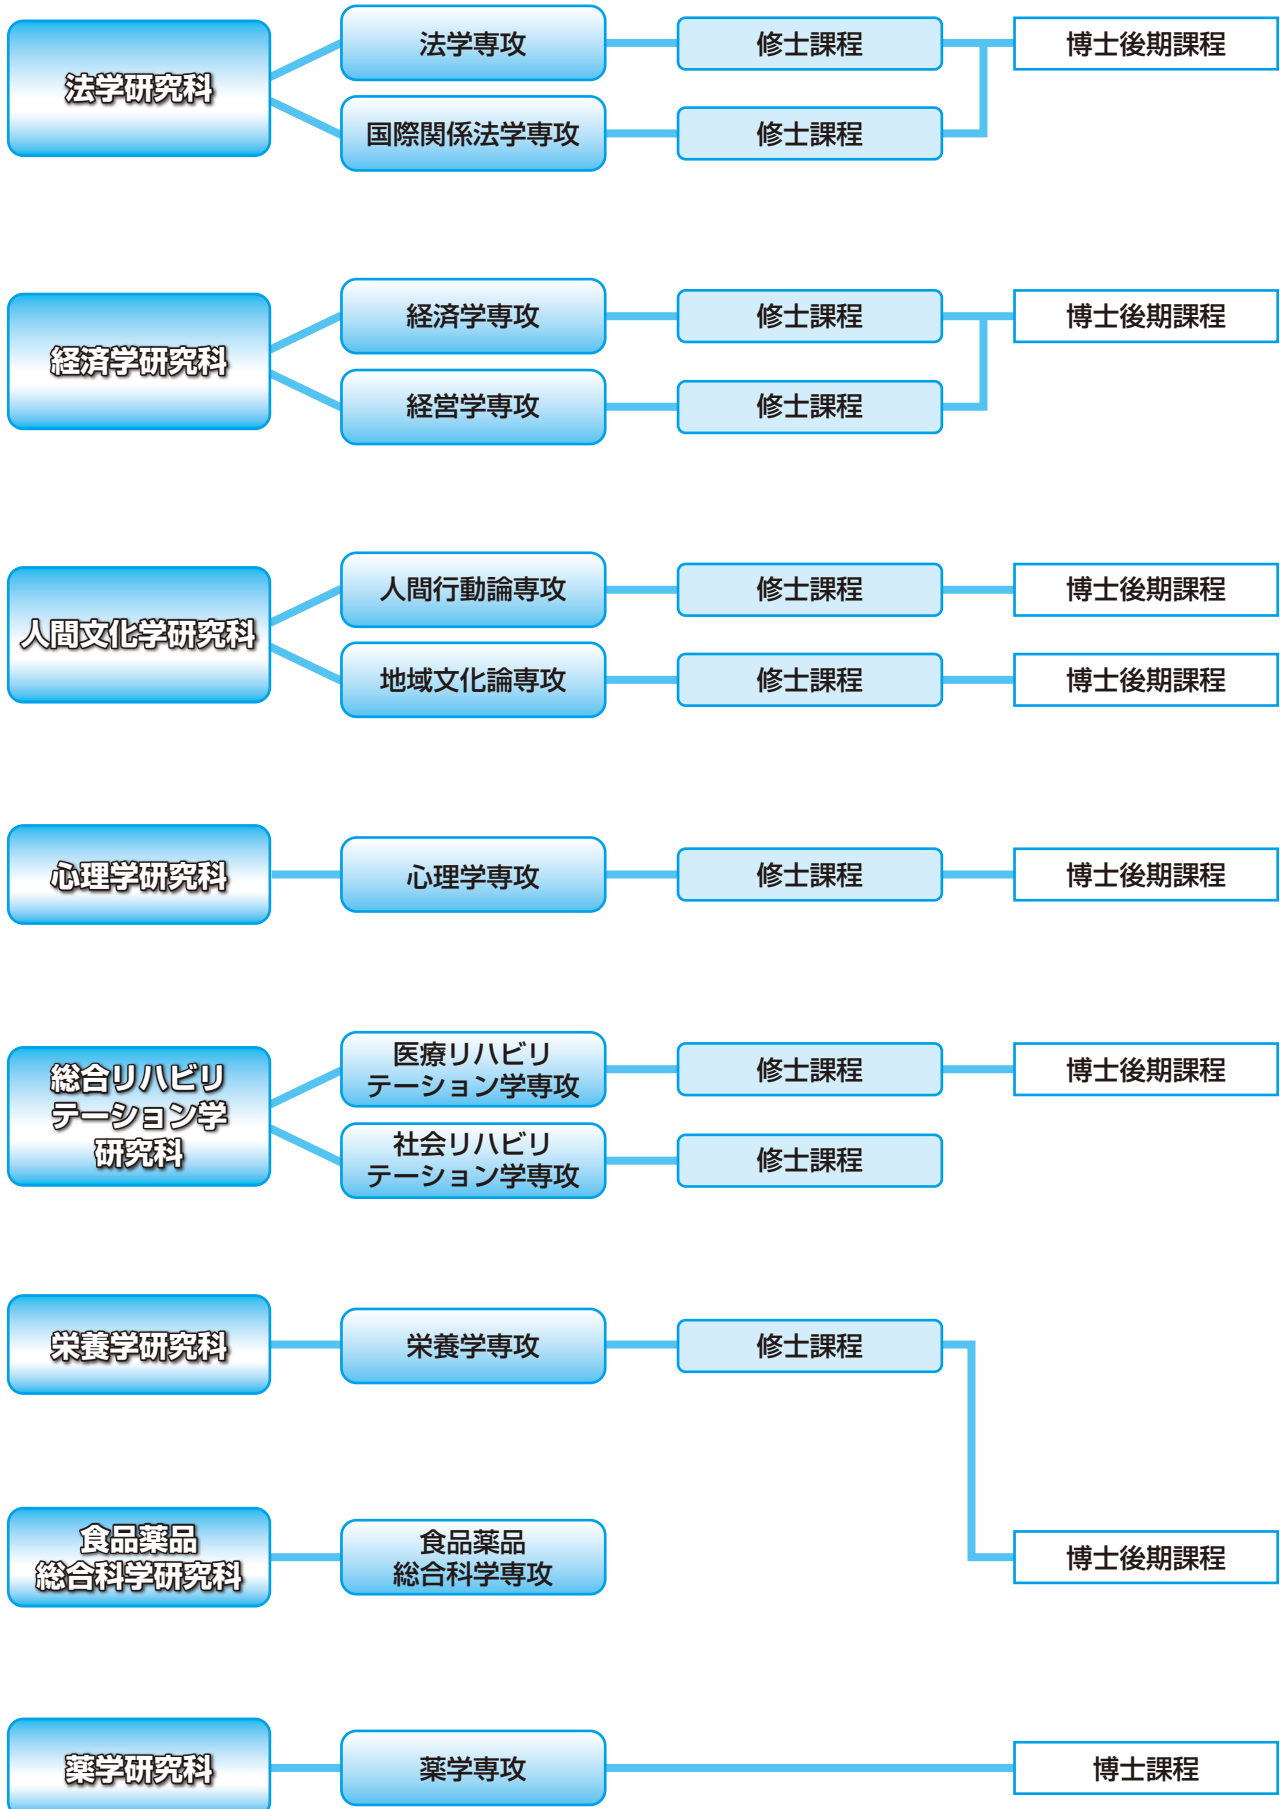 法学研究科
法学専攻
修士課程
博士後期課程
国際関係法学専攻
修士課程
経済学研究科
経済学専攻
修士課程
博士後期課程
経営学専攻
修士課程
人間文化学研究科
人間行動論専攻
修士課程
博士後期課程
地域文化論専攻
修士課程
博士後期課程
心理学研究科
心理学専攻
修士課程
博士後期課程
総合リハビリ
テーション学
研究科
医療リハビリ
テーション学専攻
修士課程
博士後期課程
社会リハビリ
テーション学専攻
修士課程
栄養学研究科
栄養学専攻
修士課程
食品薬品
総合科学研究科
食品薬品
総合科学専攻
博士後期課程
薬学研究科
薬学専攻
博士課程